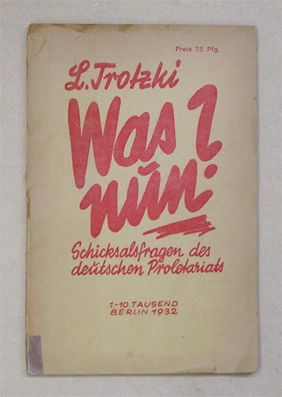 Preis 75 Pfg.
L. Trotzki
Was
nun?
Schicksalsfragen des
deutschen Proletariats
1.-10. TAUSEND
BERLIN 1932